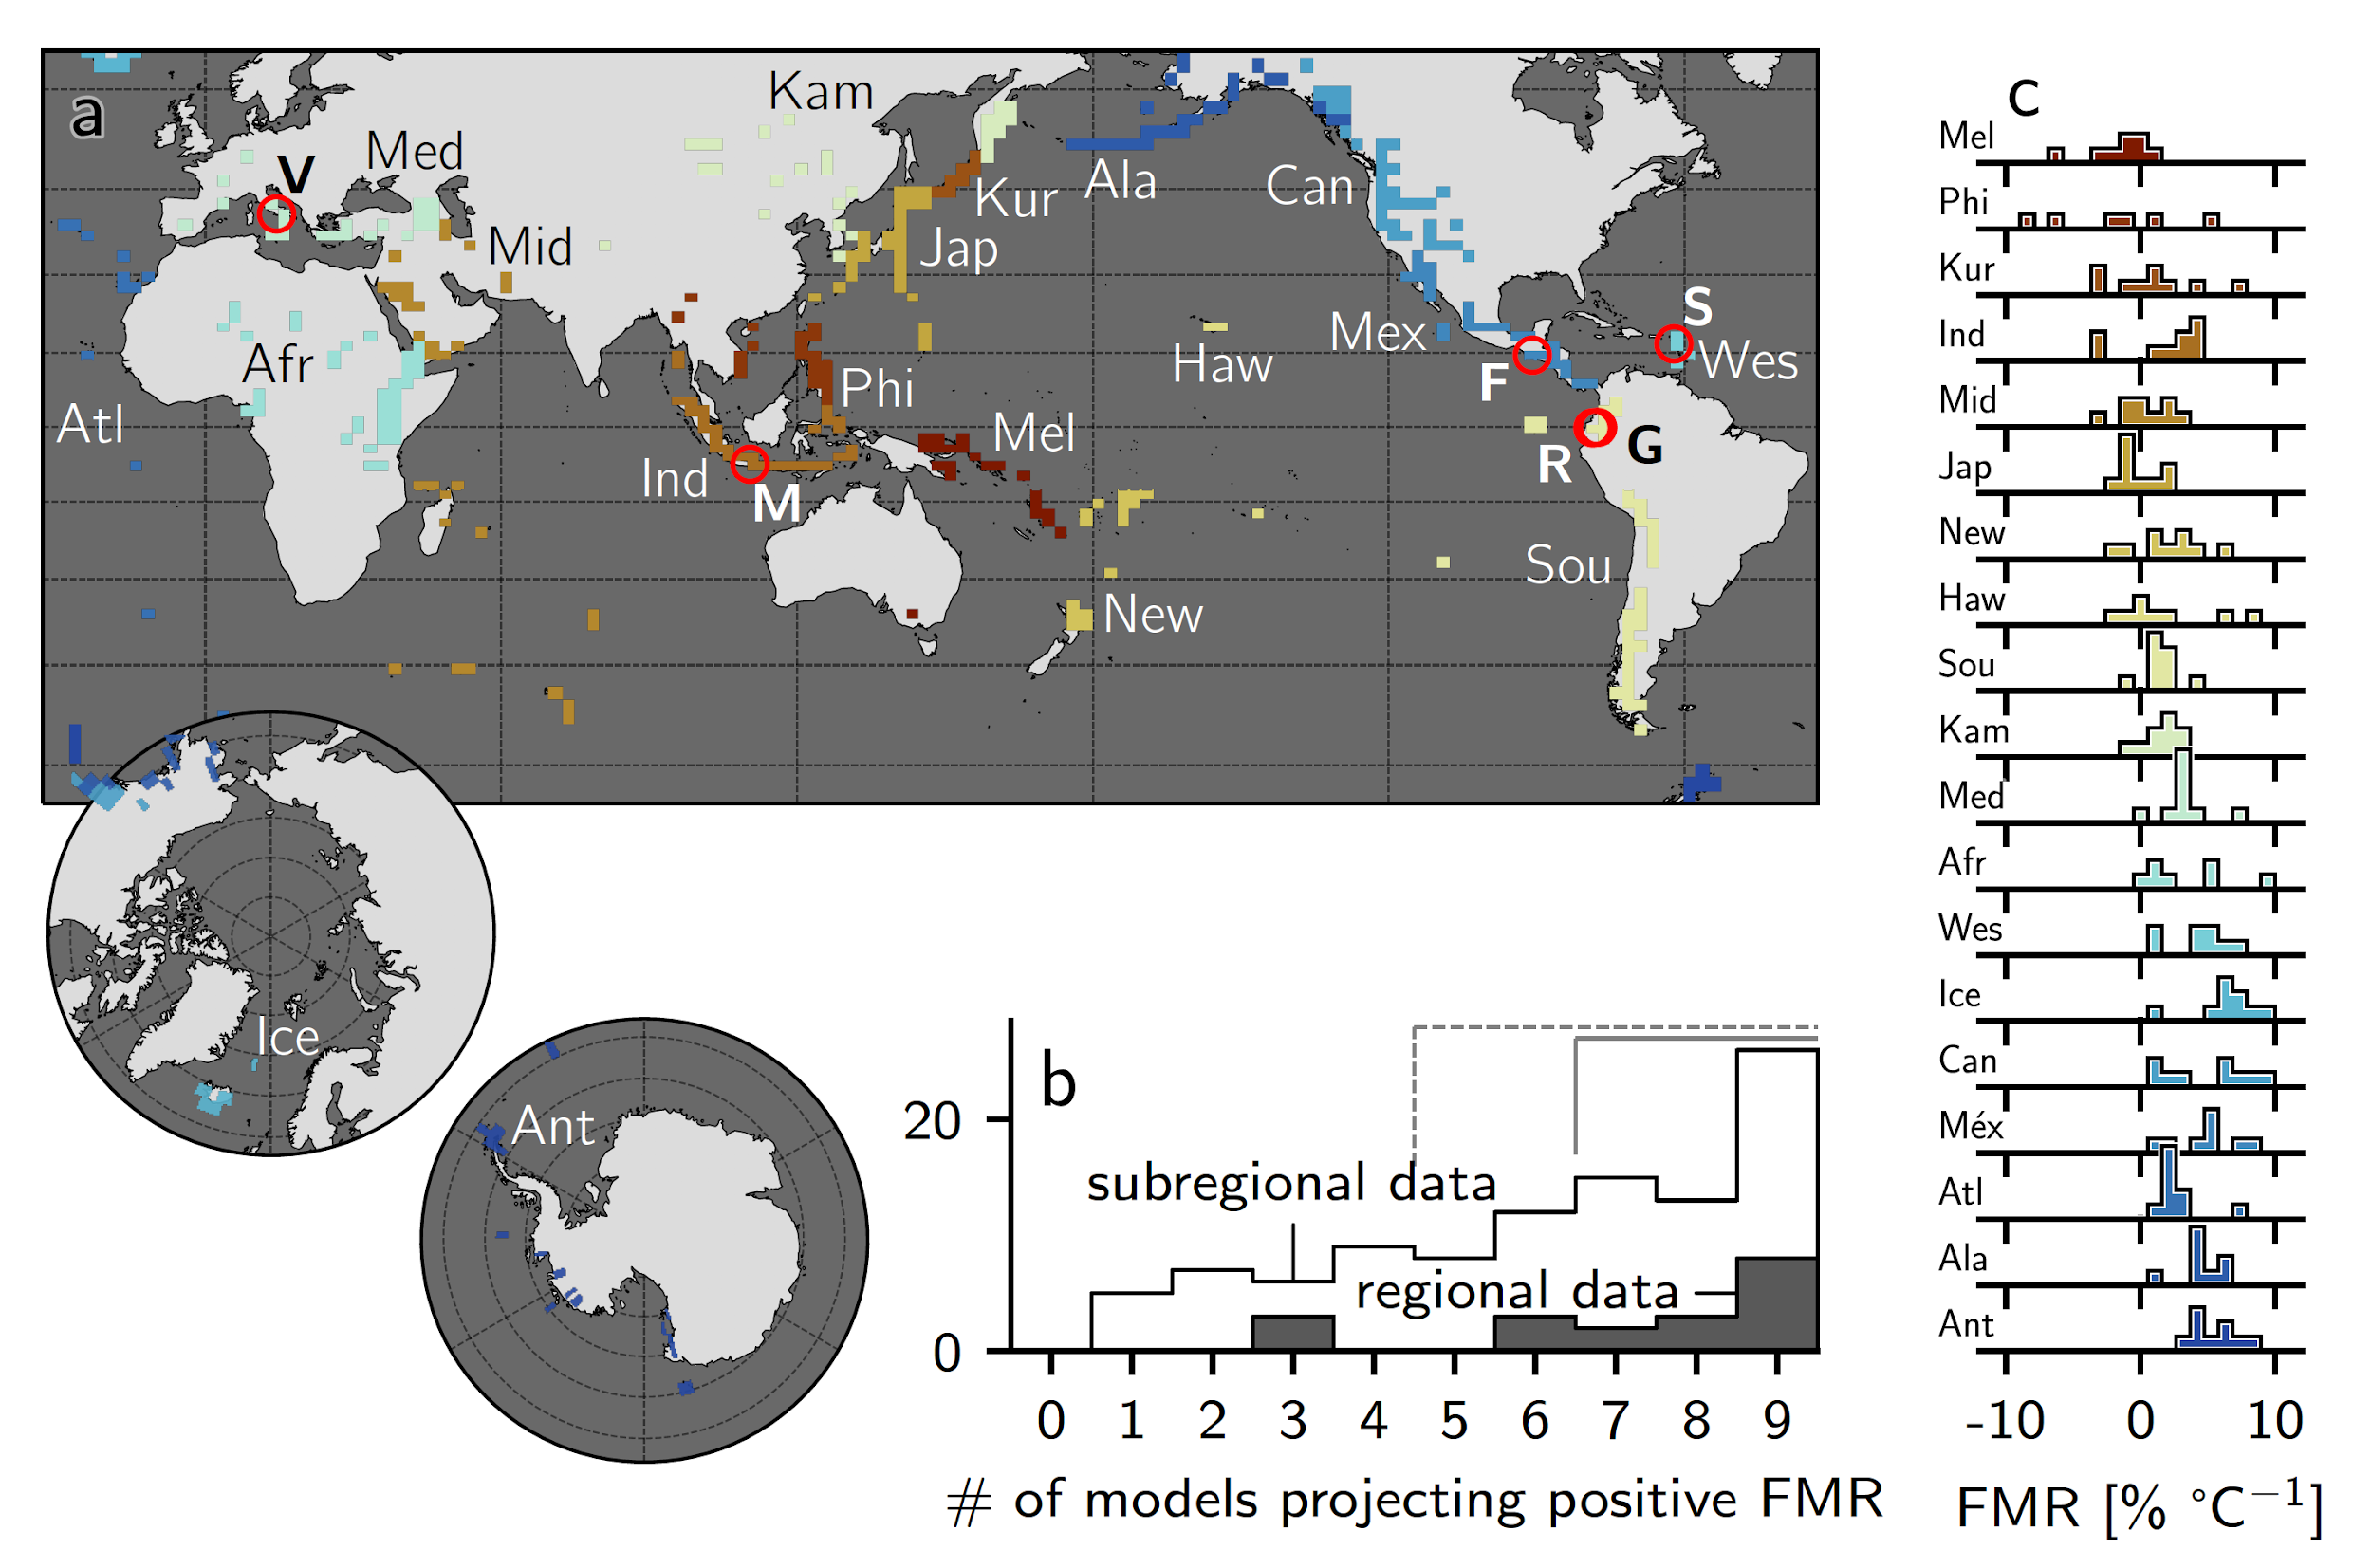 a
Kam
Med
V
Mid
Kur
Ala
Can
Jap
S
Mex
Wes
Haw
F
Afr
Phi
Atl
Mel
R
G
Ind
M
Sou
New
Ice
Ant
b
20
0
subregional data
regional data
0 1 2 3 4 5 6 7 8 9
# of models projecting positive FMR
c
Mel
Phi
Kur
Ind
Mid
Jap
New
Haw
Sou
Kam
Med
Afr
Wes
Ice
Can
Méx
Atl
Ala
Ant
-10 0 10
FMR [% °C⁻¹]